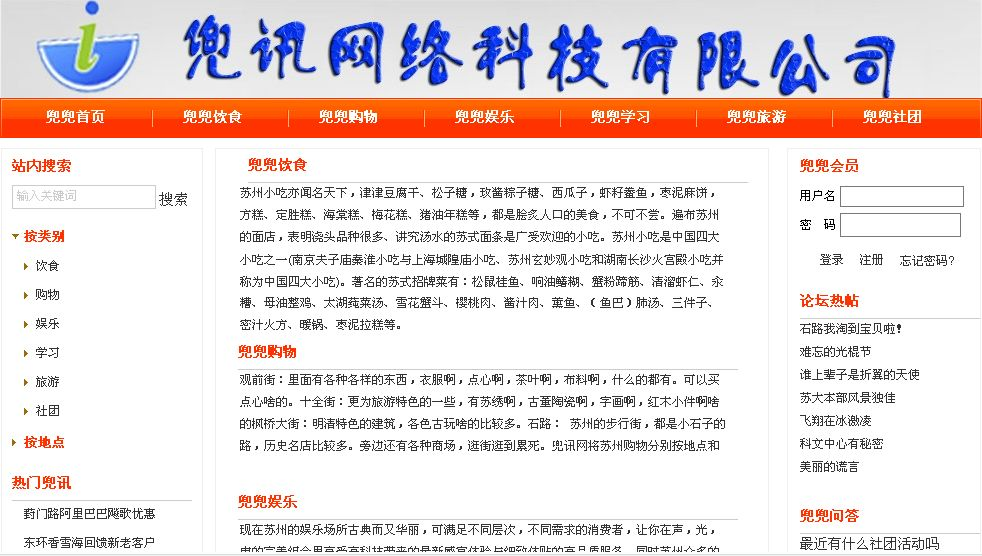 兜讯网络科技有限公司
兜兜首页 兜兜饮食 兜兜购物 兜兜娱乐 兜兜学习 兜兜旅游 兜兜社团
站内搜索
输入关键词 搜索
按类别
饮食
购物
娱乐
学习
旅游
社团
按地点
热门兜讯
葑门路阿里巴巴飚歌优惠
东环香雪海回馈新老客户
兜兜饮食
苏州小吃亦闻名天下，津津豆腐干、松子糖，玫酱粽子糖、西瓜子，虾籽鲞鱼，枣泥麻饼，
方糕、定胜糕、海棠糕、梅花糕、猪油年糕等，都是脍炙人口的美食，不可不尝。遍布苏州
的面店，表明浇头品种很多、讲究汤水的苏式面条是广受欢迎的小吃。苏州小吃是中国四大
小吃之一(南京夫子庙秦淮小吃与上海城隍庙小吃、苏州玄妙观小吃和湖南长沙火宫殿小吃并
称为中国四大小吃)。著名的苏式招牌菜有：松鼠桂鱼、响油鳝糊、蟹粉蹄筋、清溜虾仁、汆
糟、母油整鸡、太湖莼菜汤、雪花蟹斗、樱桃肉、酱汁肉、薰鱼、（鱼巴）肺汤、三件子、
密汁火方、暖锅、枣泥拉糕等。
兜兜购物
观前街：里面有各种各样的东西，衣服啊，点心啊，茶叶啊，布料啊，什么的都有。可以买
点心啥的。十全街：更为旅游特色的一些，有苏绣啊，古董陶瓷啊，字画啊，红木小件啊啥
的枫桥大街：明清特色的建筑，各色古玩啥的比较多。石路： 苏州的步行街，都是小石子的
路，历史名店比较多。旁边还有各种商场，逛街逛到累死。兜讯网将苏州购物分别按地点和
兜兜娱乐
现在苏州的娱乐场所古典而又华丽，可满足不同层次，不同需求的消费者，让你在声，光，
兜兜会员
用户名
密 码
登录 注册 忘记密码?
论坛热帖
石路我淘到宝贝啦！
难忘的光棍节
谁上辈子是折翼的天使
苏大本部风景独佳
飞翔在冰激凌
科文中心有秘密
美丽的谎言
兜兜问答
最近有什么社团活动吗